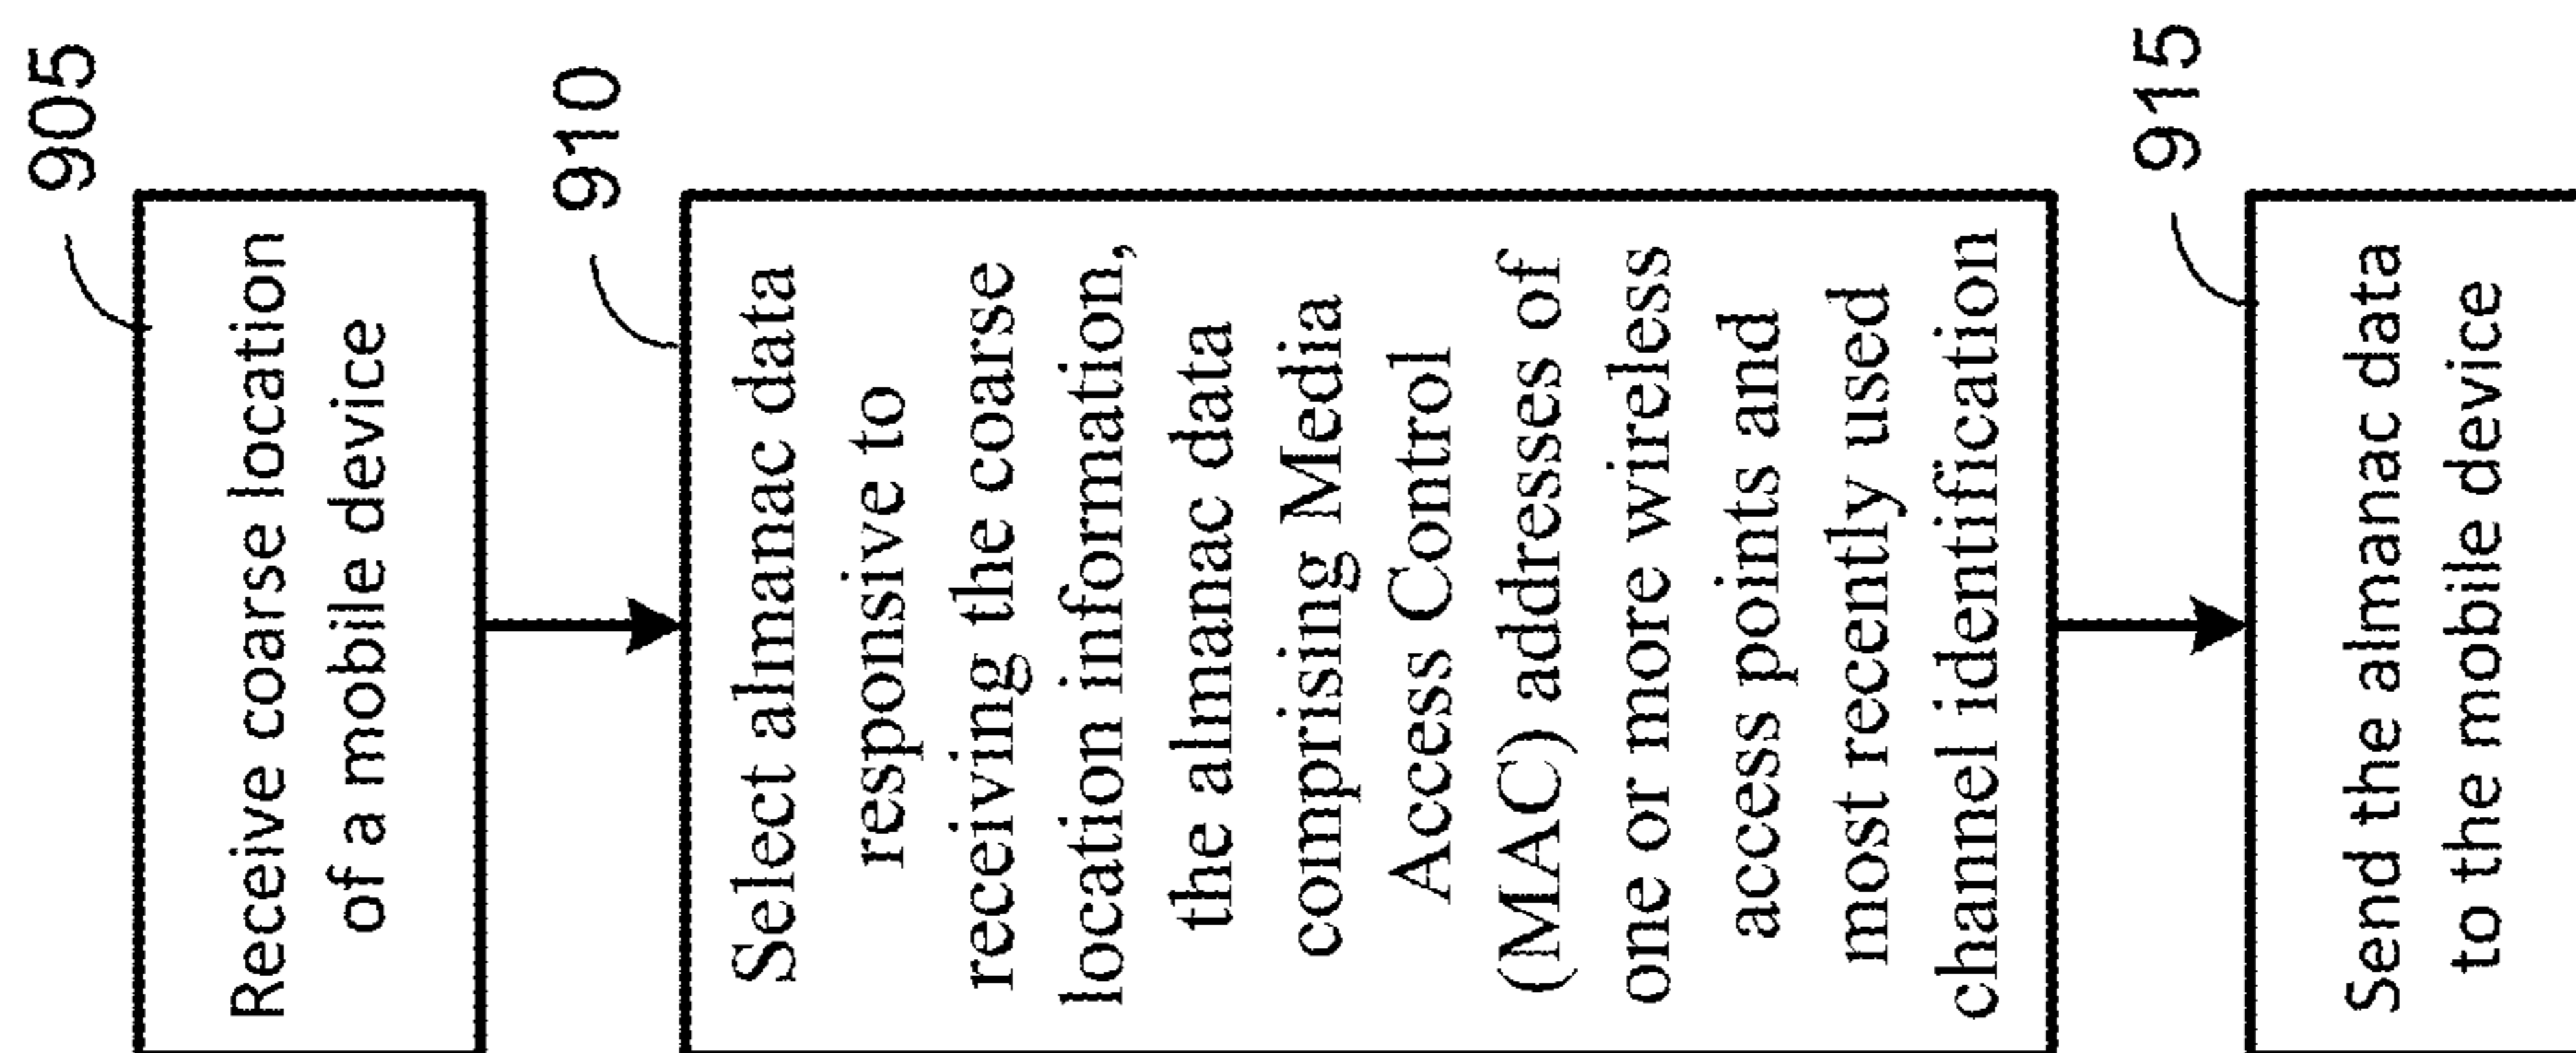 905
Receive coarse location
of a mobile device
910
Select almanac data
responsive to
receiving the coarse
location information,
the almanac data
comprising Media
Access Control
(MAC) addresses of
one or more wireless
access points and
most recently used
channel identification
915
Send the almanac data
to the mobile device